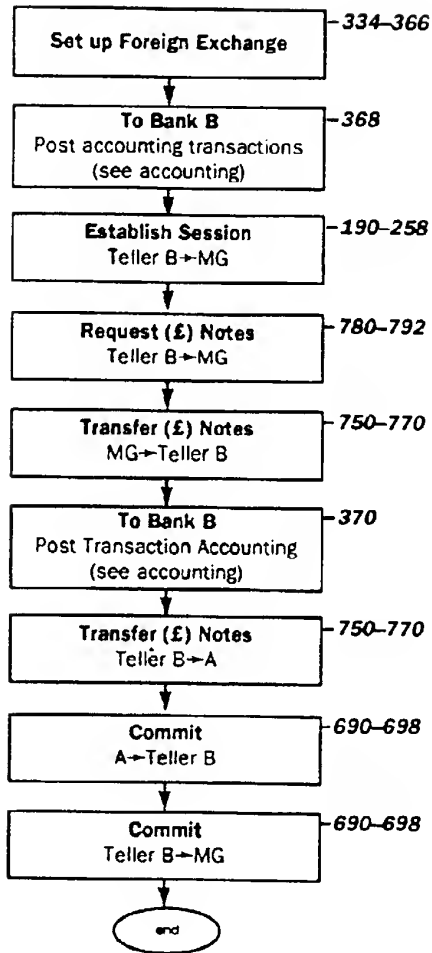 Set up Foreign Exchange
334–366
To Bank B
368
Post accounting transactions
(see accounting)
Establish Session
190–258
Teller B→MG
Request (£) Notes
780–792
Teller B→MG
Transfer (£) Notes
750–770
MG→Teller B
To Bank B
370
Post Transaction Accounting
(see accounting)
Transfer (£) Notes
750–770
Teller B→A
Commit
690–698
A→Teller B
Commit
690–698
Teller B→MG
end